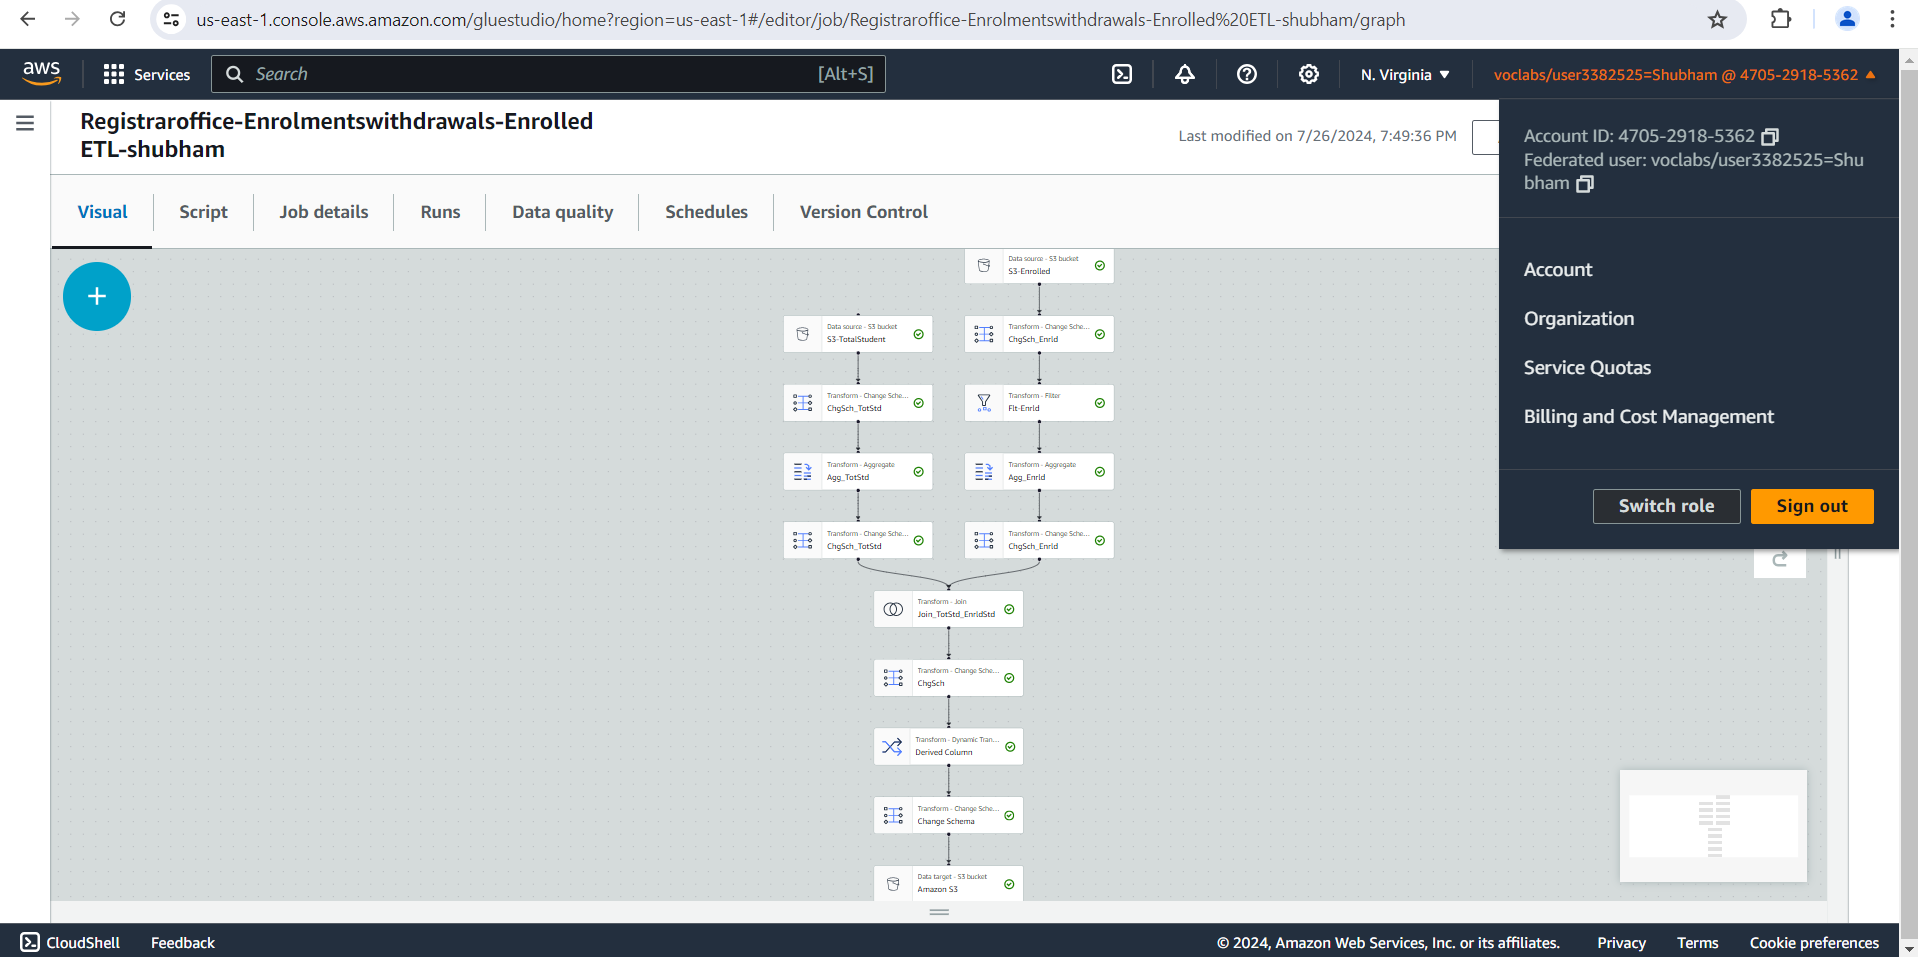 us-east-1.console.aws.amazon.com/gluestudio/home?region=us-east-1#/editor/job/Registraroffice-Enrolmentswithdrawals-Enrolled%20ETL-shubham/graph
aws
Services
Search
[Alt+S]
N. Virginia
voclabs/user3382525=Shubham @ 4705-2918-5362
Registraroffice-Enrolmentswithdrawals-Enrolled
ETL-shubham
Last modified on 7/26/2024, 7:49:36 PM
Account ID: 4705-2918-5362
Federated user: voclabs/user3382525=Shu
bham
Account
Organization
Service Quotas
Billing and Cost Management
Switch role
Sign out
Visual
Script
Job details
Runs
Data quality
Schedules
Version Control
Data source - S3 bucket
S3-Enrolled
Data source - S3 bucket
S3-TotalStudent
Transform - Change Sche...
ChgSch_Enrld
Transform - Change Sche...
ChgSch_TotStd
Transform - Filter
Flt-Enrld
Transform - Aggregate
Agg_TotStd
Transform - Aggregate
Agg_Enrld
Transform - Change Sche...
ChgSch_TotStd
Transform - Change Sche...
ChgSch_Enrld
Transform - Join
Join_TotStd_EnrldStd
Transform - Change Sche...
ChgSch
Transform - Dynamic Tran...
Derived Column
Transform - Change Sche...
Change Schema
Data target - S3 bucket
Amazon S3
CloudShell
Feedback
© 2024, Amazon Web Services, Inc. or its affiliates.
Privacy
Terms
Cookie preferences